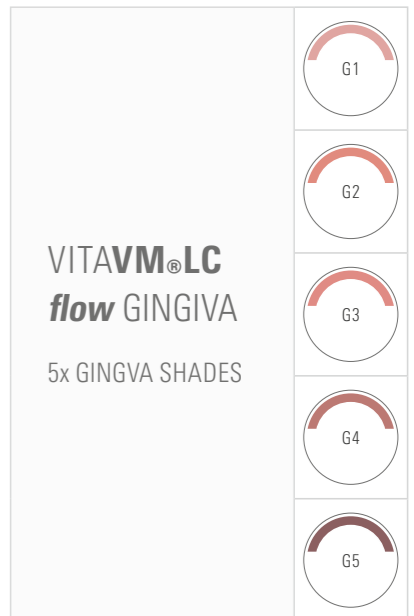 VITAVM®LC
flow GINGIVA
5x GINGVA SHADES
G1
G2
G3
G4
G5